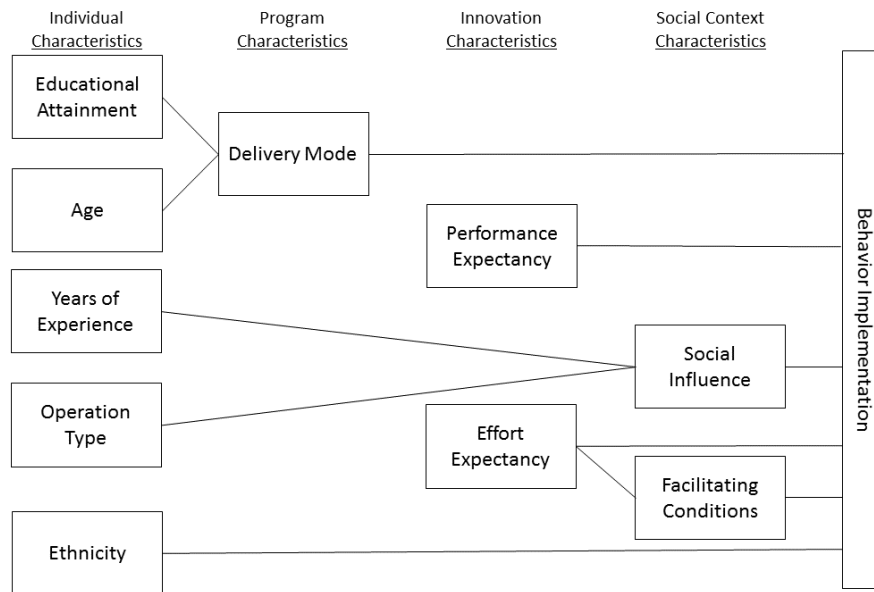 Individual
Characteristics
Program
Characteristics
Innovation
Characteristics
Social Context
Characteristics
Educational
Attainment
Delivery Mode
Age
Performance
Expectancy
Years of
Experience
Social
Influence
Operation
Type
Effort
Expectancy
Facilitating
Conditions
Ethnicity
Behavior Implementation